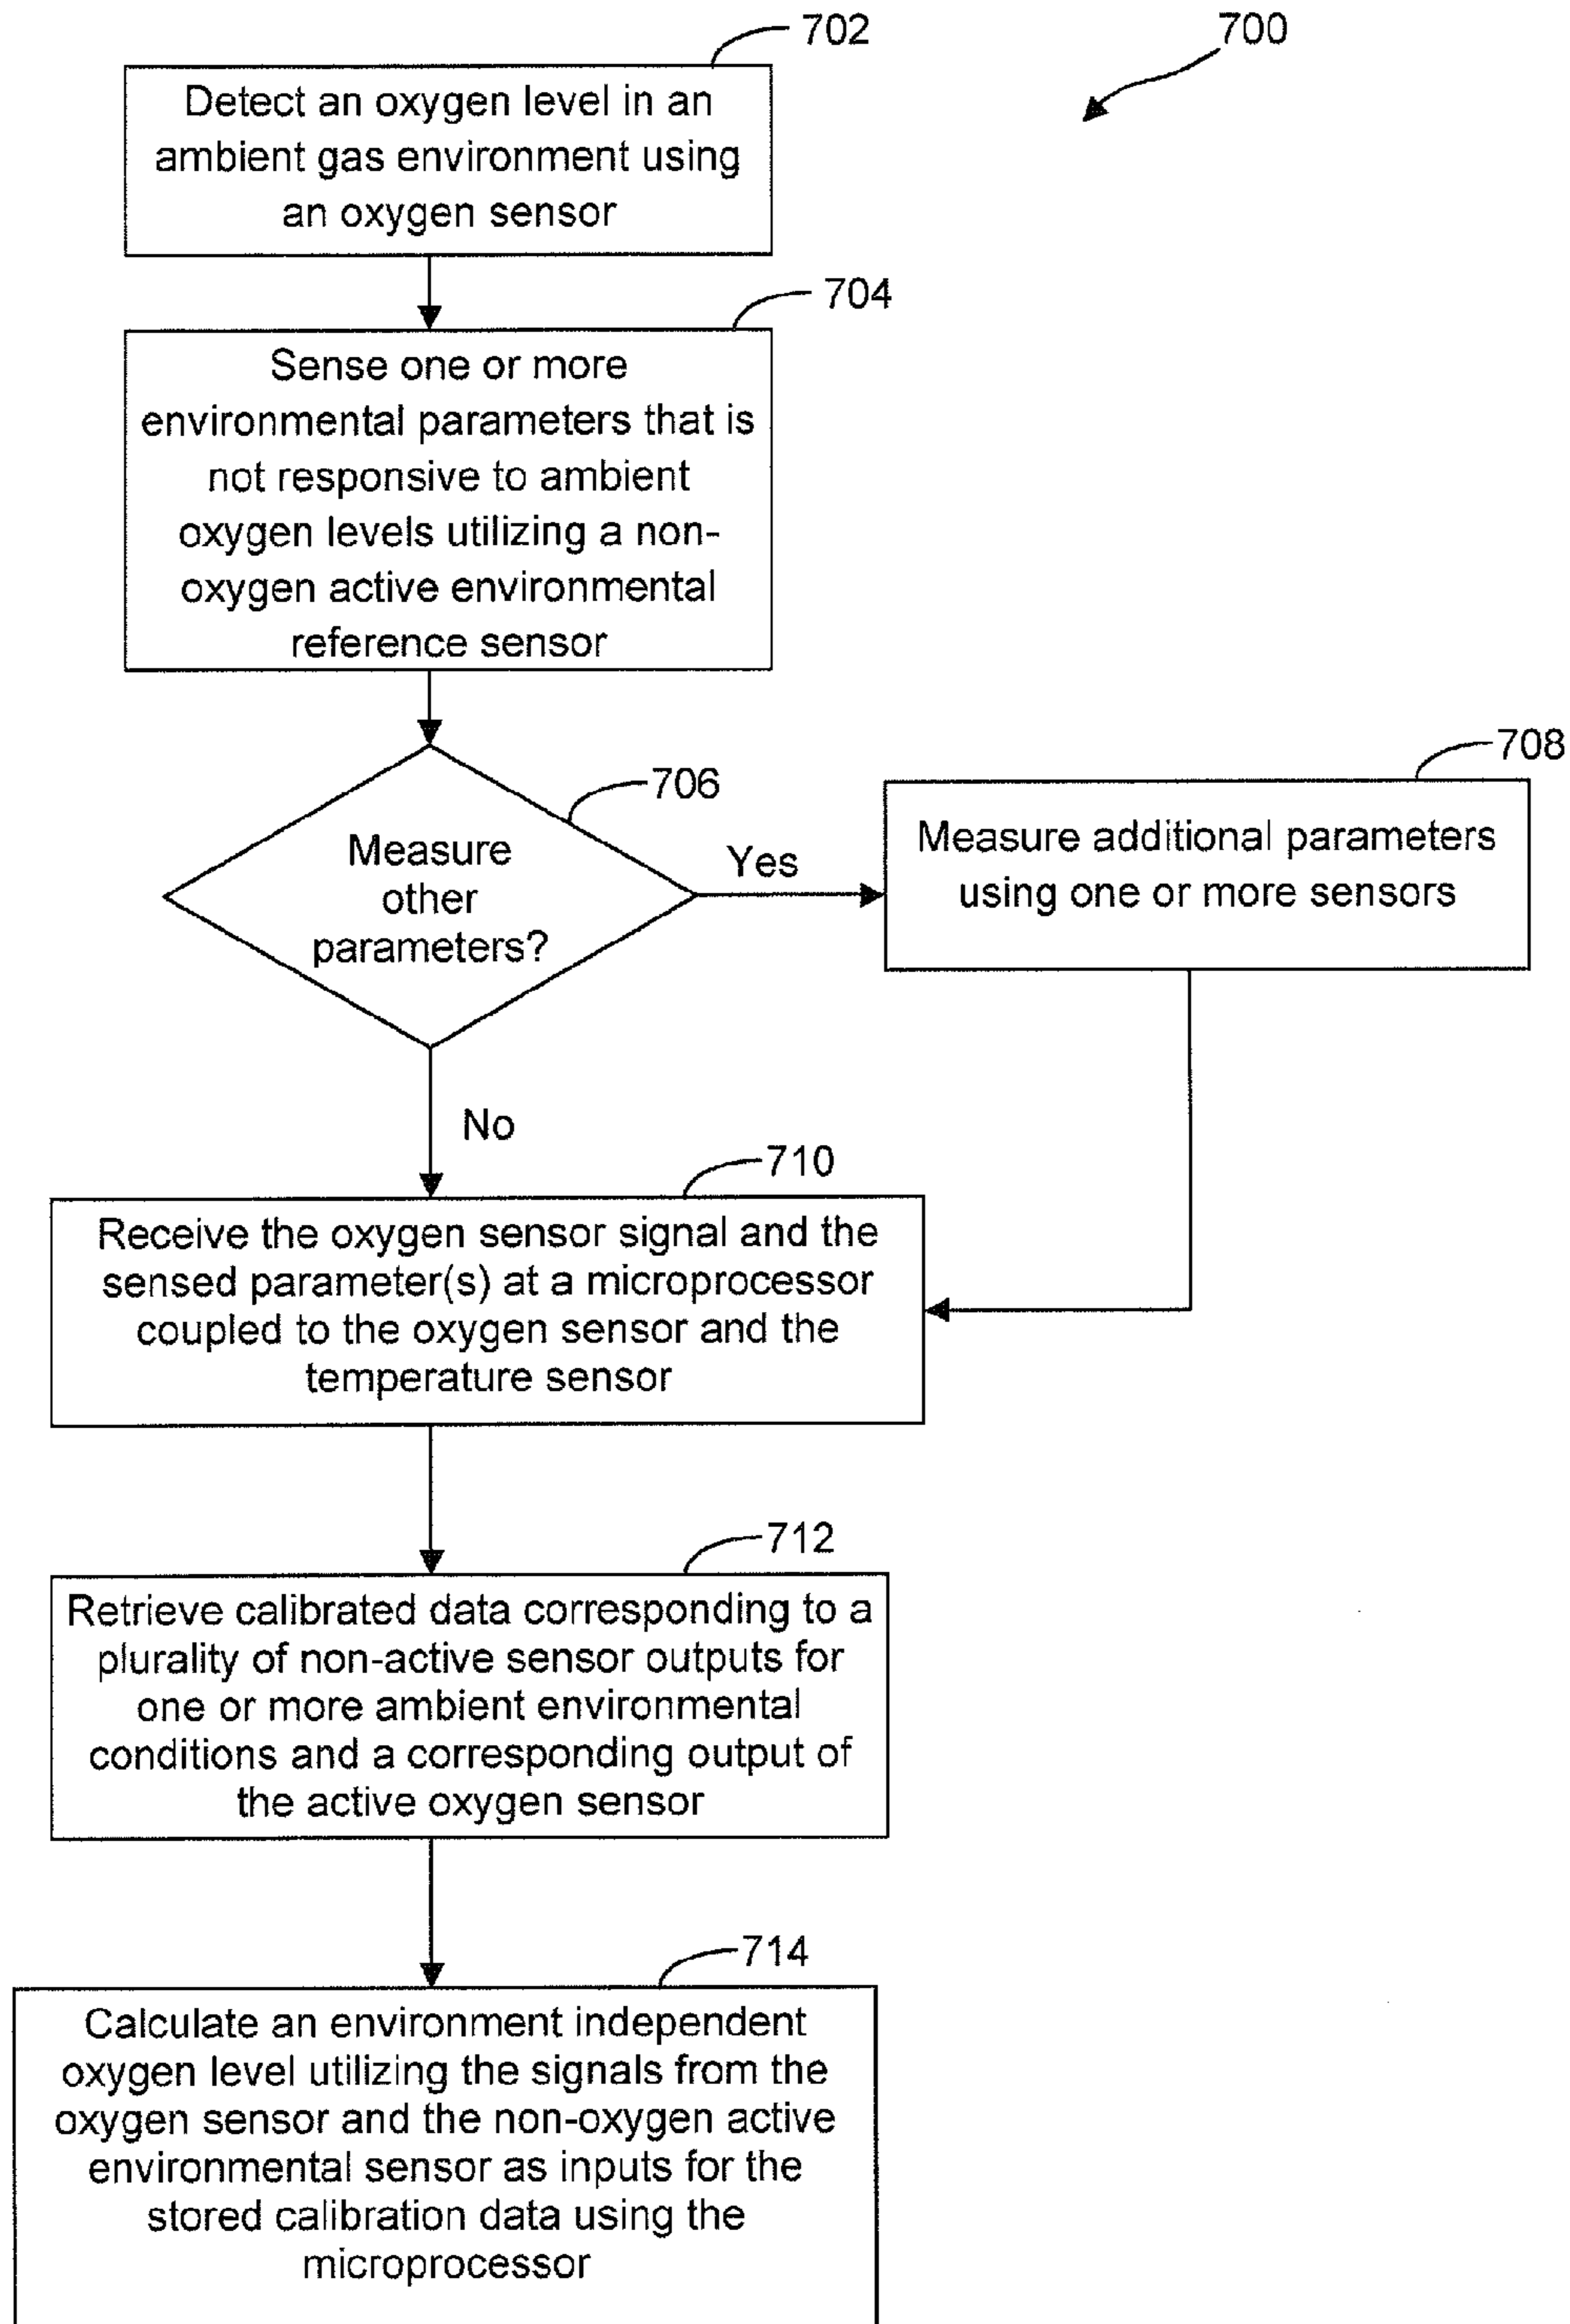 702
700
Detect an oxygen level in an
ambient gas environment using
an oxygen sensor
704
Sense one or more
environmental parameters that is
not responsive to ambient
oxygen levels utilizing a non-
oxygen active environmental
reference sensor
706
Measure
other
parameters?
Yes
708
Measure additional parameters
using one or more sensors
No
710
Receive the oxygen sensor signal and the
sensed parameter(s) at a microprocessor
coupled to the oxygen sensor and the
temperature sensor
712
Retrieve calibrated data corresponding to a
plurality of non-active sensor outputs for
one or more ambient environmental
conditions and a corresponding output of
the active oxygen sensor
714
Calculate an environment independent
oxygen level utilizing the signals from the
oxygen sensor and the non-oxygen active
environmental sensor as inputs for the
stored calibration data using the
microprocessor